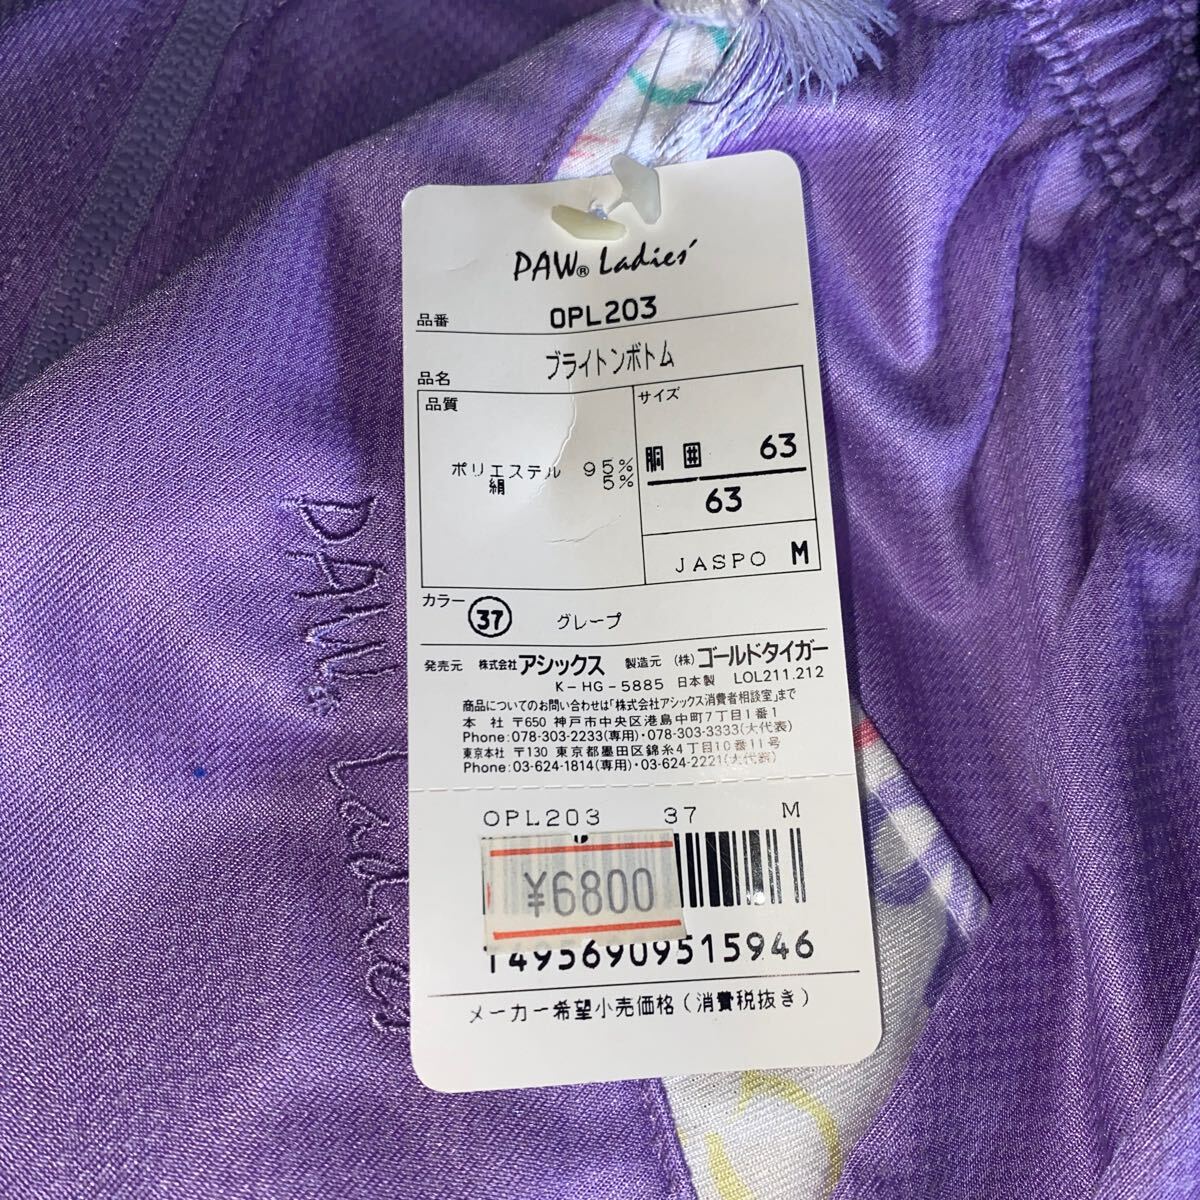 PAW® Ladies'
品番 OPL203
品名 ブライトンボトム
品質
ポリエステル 95%
絹 5%
サイズ
胴囲 63
63
JASPO M
カラー 37 グレープ
発売元 株式会社アシックス 製造元 (株)ゴールドタイガー
K-HG-5885 日本製 LOL211.212
商品についてのお問い合わせは「株式会社アシックス消費者相談室」まで
本社 〒650 神戸市中央区港島中町7丁目1番1
Phone:078-303-2233(専用)・078-303-3333(大代表)
東京本社 〒130 東京都墨田区錦糸4丁目10番11号
Phone:03-624-1814(専用)・03-624-2221(大代表)
OPL203 37 M
¥6800
14956909515946
メーカー希望小売価格(消費税抜き)
PAW
Ladies'